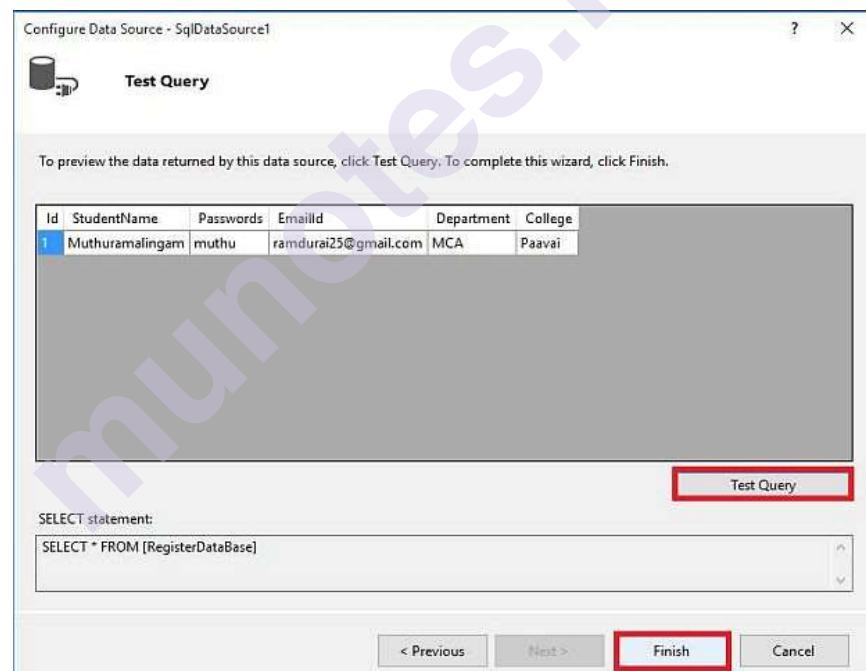 Configure Data Source - SqlDataSource1 ? ×
Test Query
To preview the data returned by this data source, click Test Query. To complete this wizard, click Finish.
Id StudentName Passwords EmailId Department College
1 Muthuramalingam muthu ramdurai25@gmail.com MCA Paavai
Test Query
SELECT statement:
SELECT * FROM [RegisterDataBase]
< Previous Next > Finish Cancel
munotes.